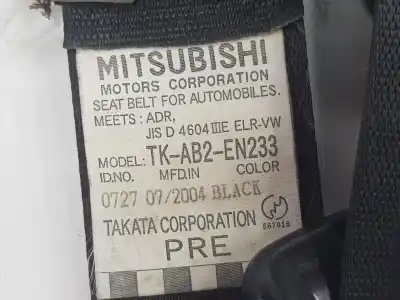 MITSUBISHI
MOTORS CORPORATION
SEAT BELT FOR AUTOMOBILES.
MEETS: ADR,
JIS D 4604 IIIE ELR-VW
MODEL: TK-AB2-EN233
ID.NO. MFD.IN COLOR
0727 07/2004 BLACK
TAKATA CORPORATION
PRE